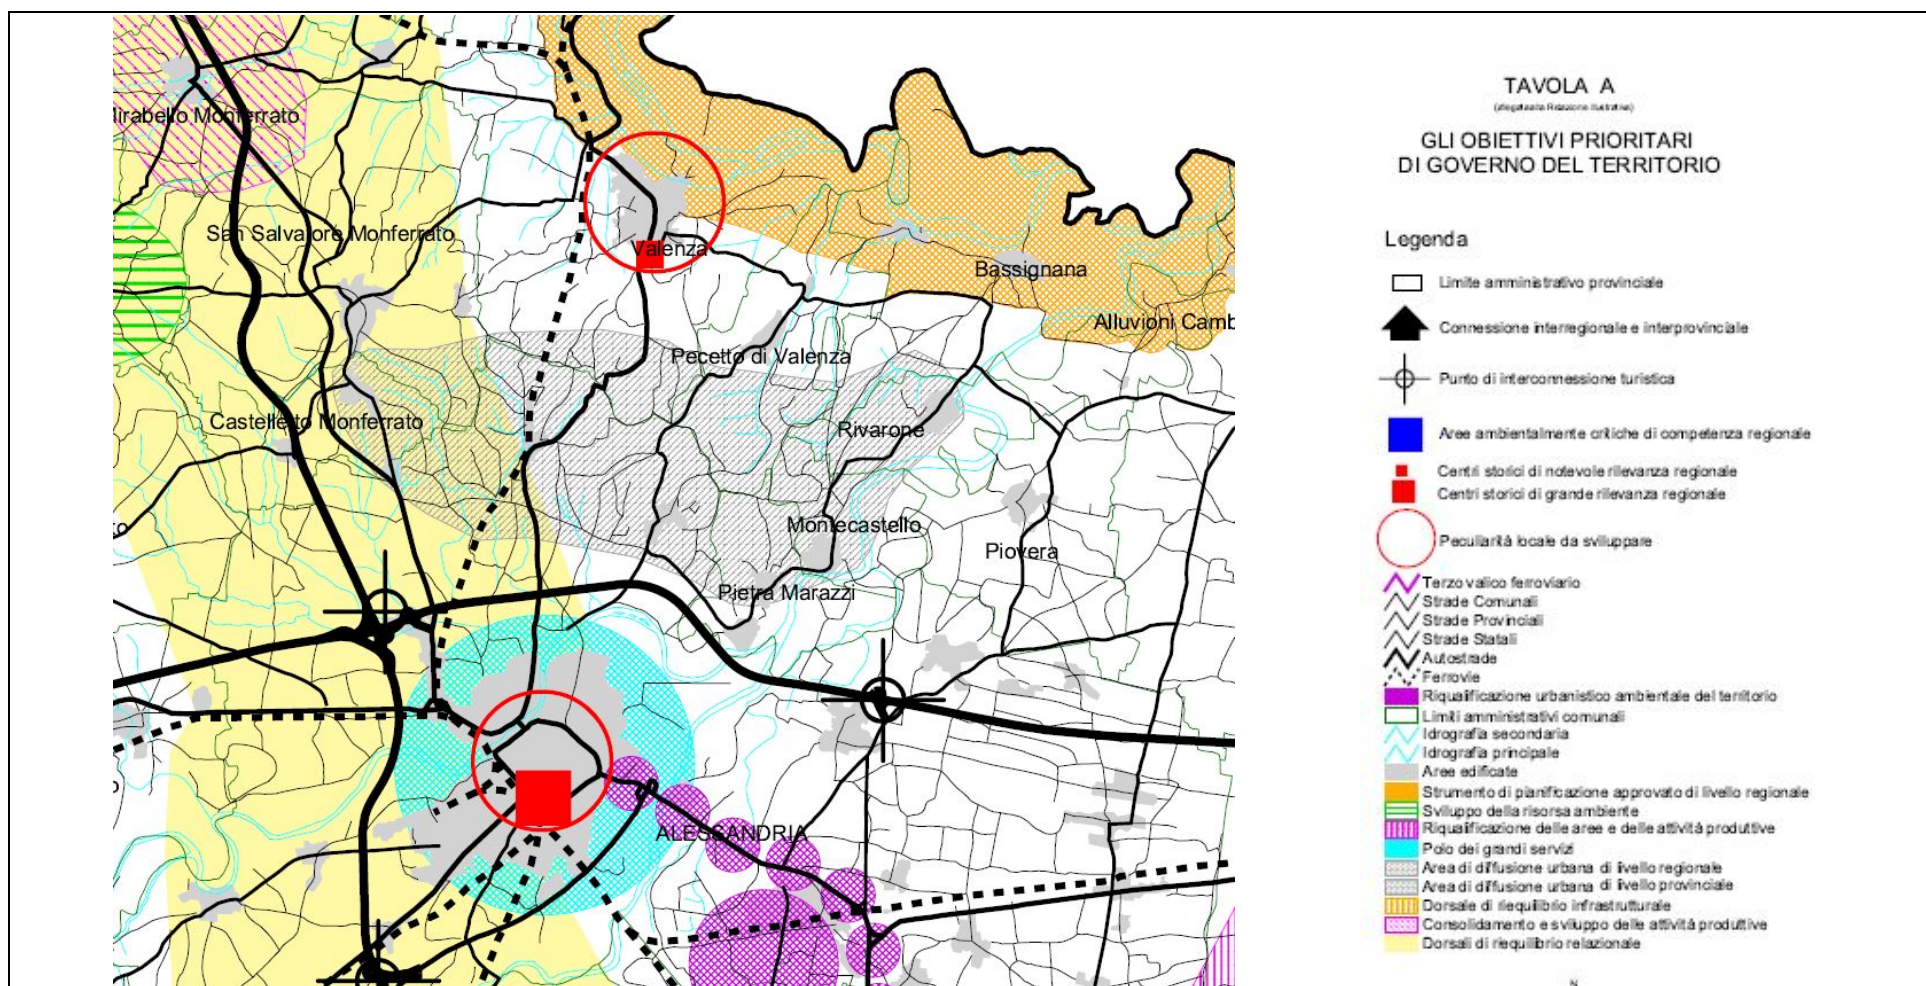 Mirabello Monferrato
San Salvatore Monferrato
Valenza
Bassignana
Alluvioni Camb
Pecetto di Valenza
Castelletto Monferrato
Rivarone
to
Montecastello
Piovera
Pietra Marazzi
o
ALESSANDRIA
TAVOLA A
(allegata alla Relazione illustrativa)
GLI OBIETTIVI PRIORITARI
DI GOVERNO DEL TERRITORIO
Legenda
Limite amministrativo provinciale
Connessione interregionale e interprovinciale
Punto di interconnessione turistica
Aree ambientalmente critiche di competenza regionale
Centri storici di notevole rilevanza regionale
Centri storici di grande rilevanza regionale
Peculiarità locale da sviluppare
Terzo valico ferroviario
Strade Comunali
Strade Provinciali
Strade Statali
Autostrade
Ferrovie
Riqualificazione urbanistico ambientale del territorio
Limiti amministrativi comunali
Idrografia secondaria
Idrografia principale
Aree edificate
Strumento di pianificazione approvato di livello regionale
Sviluppo della risorsa ambiente
Riqualificazione delle aree e delle attività produttive
Polo dei grandi servizi
Area di diffusione urbana di livello regionale
Area di diffusione urbana di livello provinciale
Dorsale di riequilibrio infrastrutturale
Consolidamento e sviluppo delle attività produttive
Dorsali di riequilibrio relazionale
N